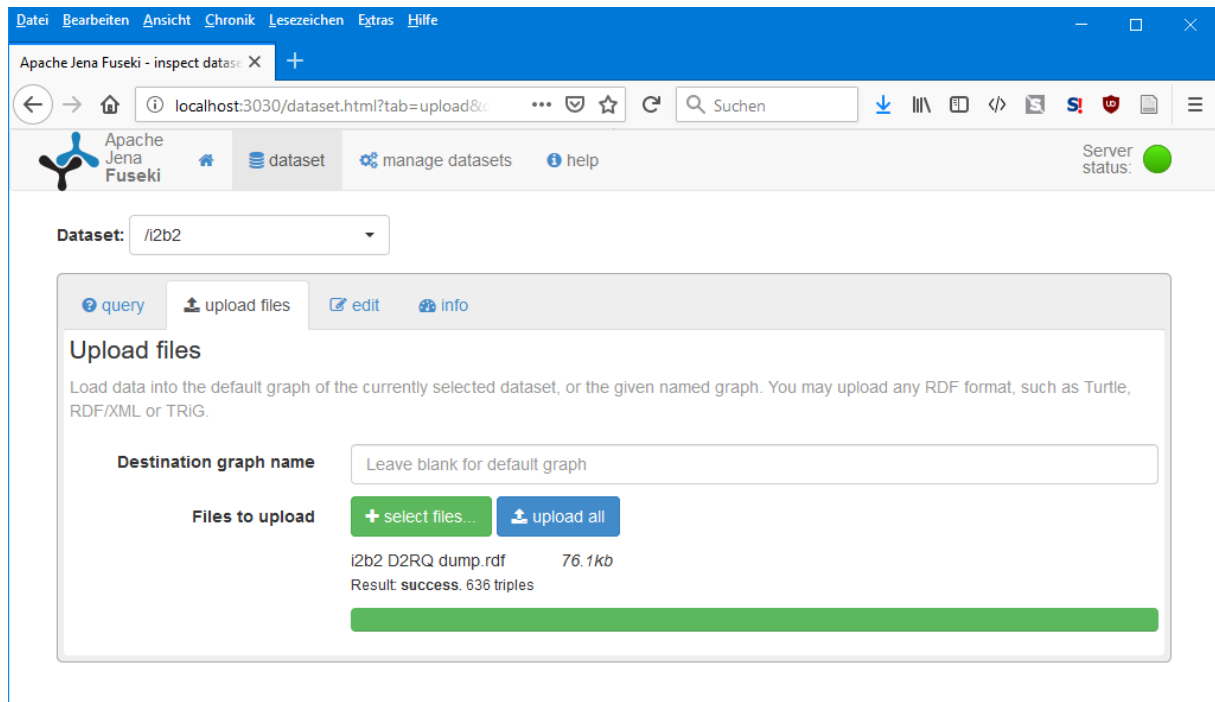 Datei Bearbeiten Ansicht Chronik Lesezeichen Extras Hilfe
Apache Jena Fuseki - inspect datase
localhost:3030/dataset.html?tab=upload&
Suchen
Apache
Jena
Fuseki
dataset
manage datasets
help
Server
status:
Dataset:
/i2b2
query
upload files
edit
info
Upload files
Load data into the default graph of the currently selected dataset, or the given named graph. You may upload any RDF format, such as Turtle,
RDF/XML or TRiG.
Destination graph name
Leave blank for default graph
Files to upload
select files...
upload all
i2b2 D2RQ dump.rdf 76.1kb
Result: success. 636 triples